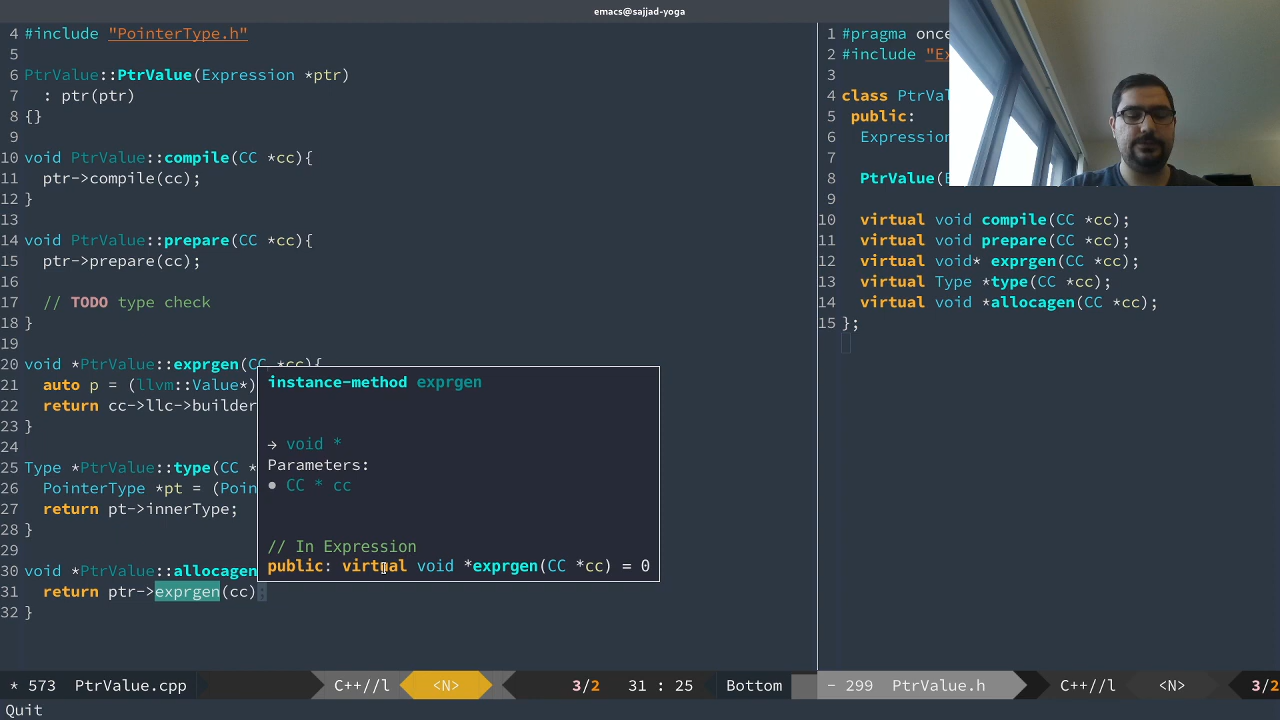 emacs@sajjad-yoga
4 #include "PointerType.h"
5
6 PtrValue::PtrValue(Expression *ptr)
7 : ptr(ptr)
8 {}
9
10 void PtrValue::compile(CC *cc){
11 ptr->compile(cc);
12 }
13
14 void PtrValue::prepare(CC *cc){
15 ptr->prepare(cc);
16
17 // TODO type check
18 }
19
20 void *PtrValue::exprgen(CC *cc){
21 auto p = (llvm::Value*)
22 return cc->llc->builder
23 }
24
25 Type *PtrValue::type(CC *
26 PointerType *pt = (Poin
27 return pt->innerType;
28 }
29
30 void *PtrValue::allocagen
31 return ptr->exprgen(cc);
32 }
instance-method exprgen
→ void *
Parameters:
● CC * cc
// In Expression
public: virtual void *exprgen(CC *cc) = 0
1 #pragma once
2 #include "Ex
3
4 class PtrVal
5 public:
6 Expression
7
8 PtrValue(E
9
10 virtual void compile(CC *cc);
11 virtual void prepare(CC *cc);
12 virtual void* exprgen(CC *cc);
13 virtual Type *type(CC *cc);
14 virtual void *allocagen(CC *cc);
15 };
* 573 PtrValue.cpp C++//l <N> 3/2 31 : 25 Bottom
- 299 PtrValue.h C++//l <N> 3/2
Quit